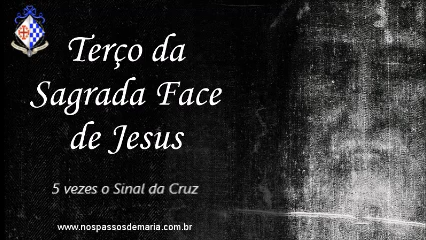 Terço da
Sagrada Face
de Jesus
5 vezes o Sinal da Cruz
www.nospassosdemaria.com.br